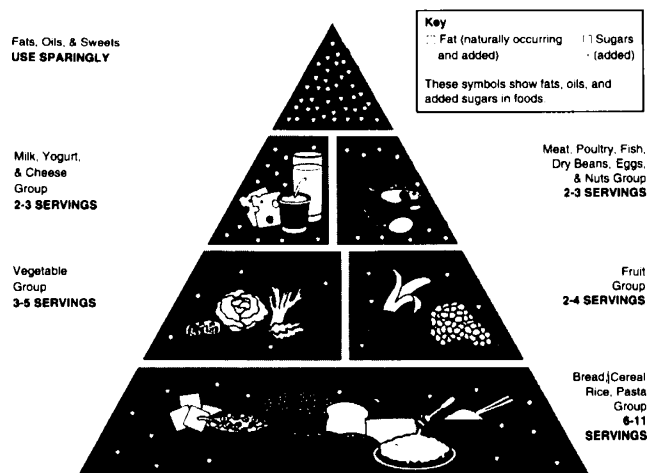 Fats, Oils, & Sweets
USE SPARINGLY
Key
Fat (naturally occurring
and added)
Sugars
(added)
These symbols show fats, oils, and
added sugars in foods
Milk, Yogurt,
& Cheese
Group
2-3 SERVINGS
Meat, Poultry, Fish,
Dry Beans, Eggs,
& Nuts Group
2-3 SERVINGS
Vegetable
Group
3-5 SERVINGS
Fruit
Group
2-4 SERVINGS
Bread, Cereal
Rice, Pasta
Group
6-11
SERVINGS